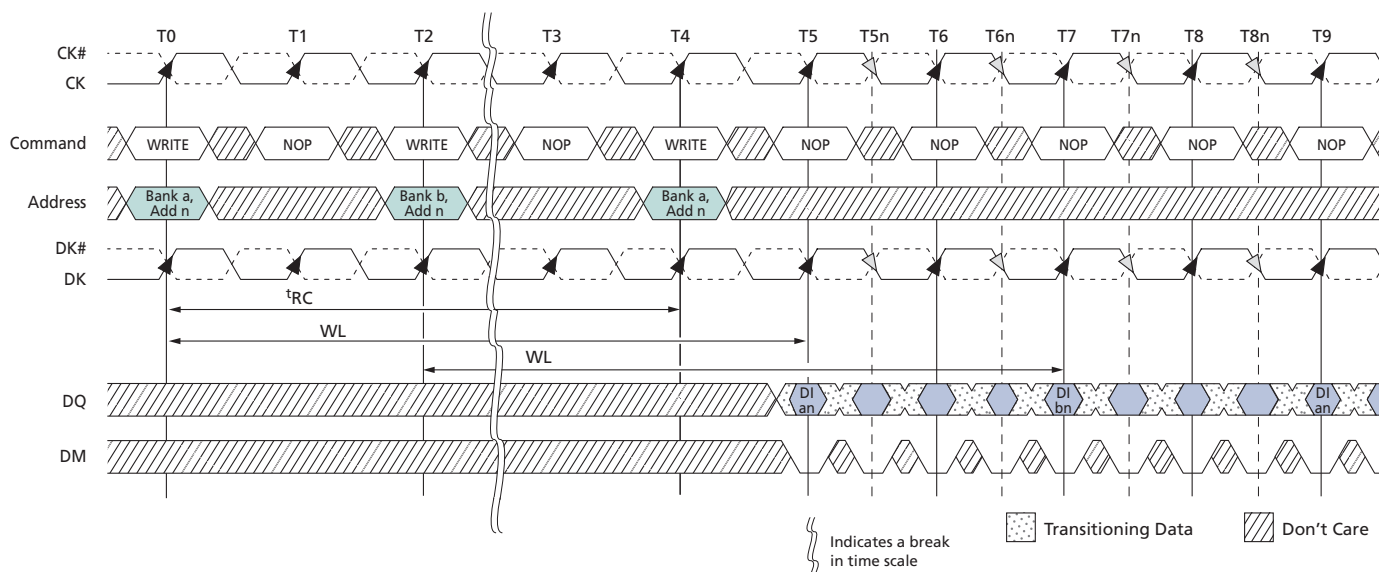 T0 T1 T2 T3 T4 T5 T5n T6 T6n T7 T7n T8 T8n T9
CK#
CK
Command WRITE NOP WRITE NOP WRITE NOP NOP NOP NOP NOP
Address Bank a, Add n Bank b, Add n Bank a, Add n
DK#
DK
tRC
WL
WL
DQ DI an DI bn DI an
DM
Indicates a break
in time scale
Transitioning Data
Don't Care